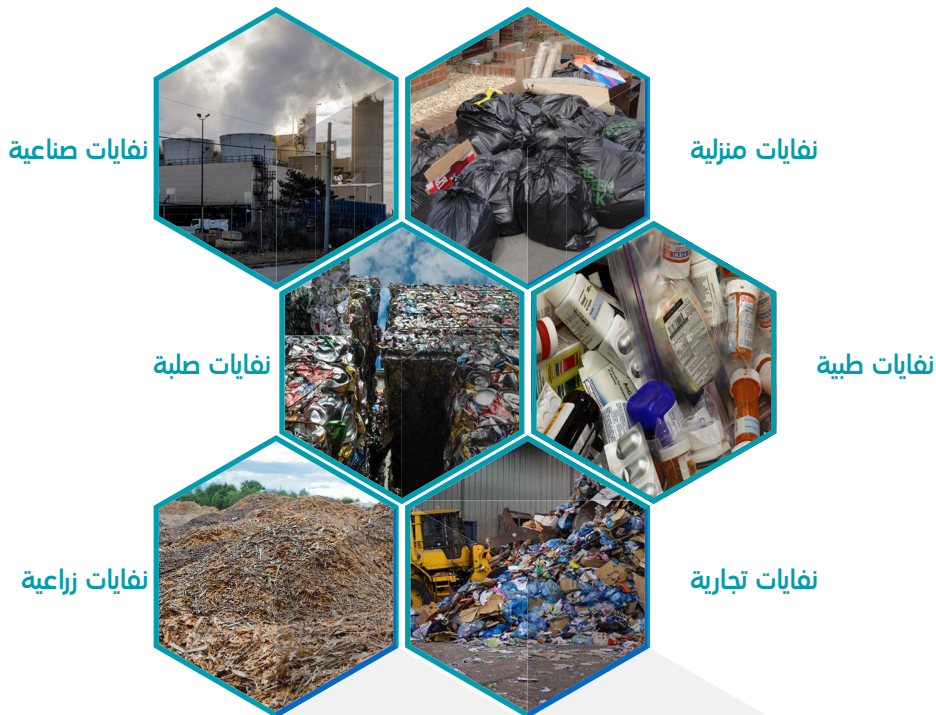 نفايات منزلية
نفايات صناعية
نفايات طبية
نفايات صلبة
نفايات تجارية
نفايات زراعية